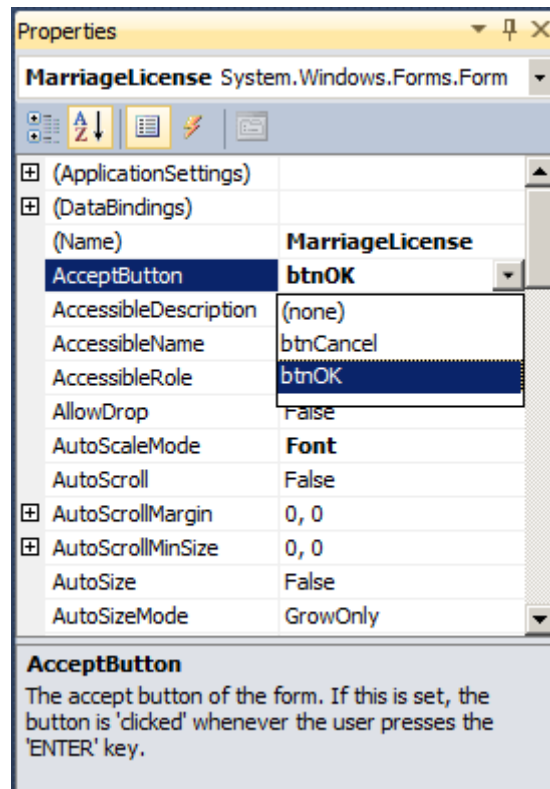 Properties
MarriageLicense System.Windows.Forms.Form
(ApplicationSettings)
(DataBindings)
(Name) MarriageLicense
AcceptButton btnOK
AccessibleDescription (none)
AccessibleName btnCancel
AccessibleRole btnOK
AllowDrop False
AutoScaleMode Font
AutoScroll False
AutoScrollMargin 0, 0
AutoScrollMinSize 0, 0
AutoSize False
AutoSizeMode GrowOnly
AcceptButton
The accept button of the form. If this is set, the
button is 'clicked' whenever the user presses the
'ENTER' key.